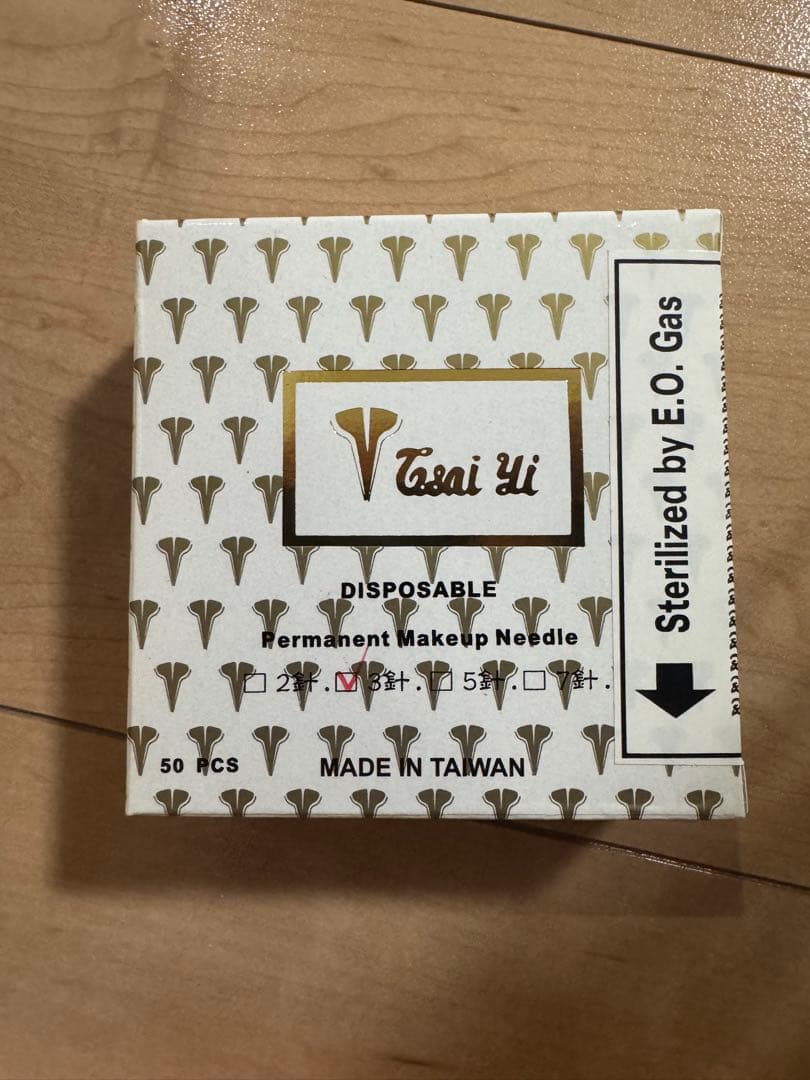 Tsai Yi
DISPOSABLE
Permanent Makeup Needle
□ 2針.☑ 3針.□ 5針.□ 7針.
50 PCS
MADE IN TAIWAN
Sterilized by E.O. Gas